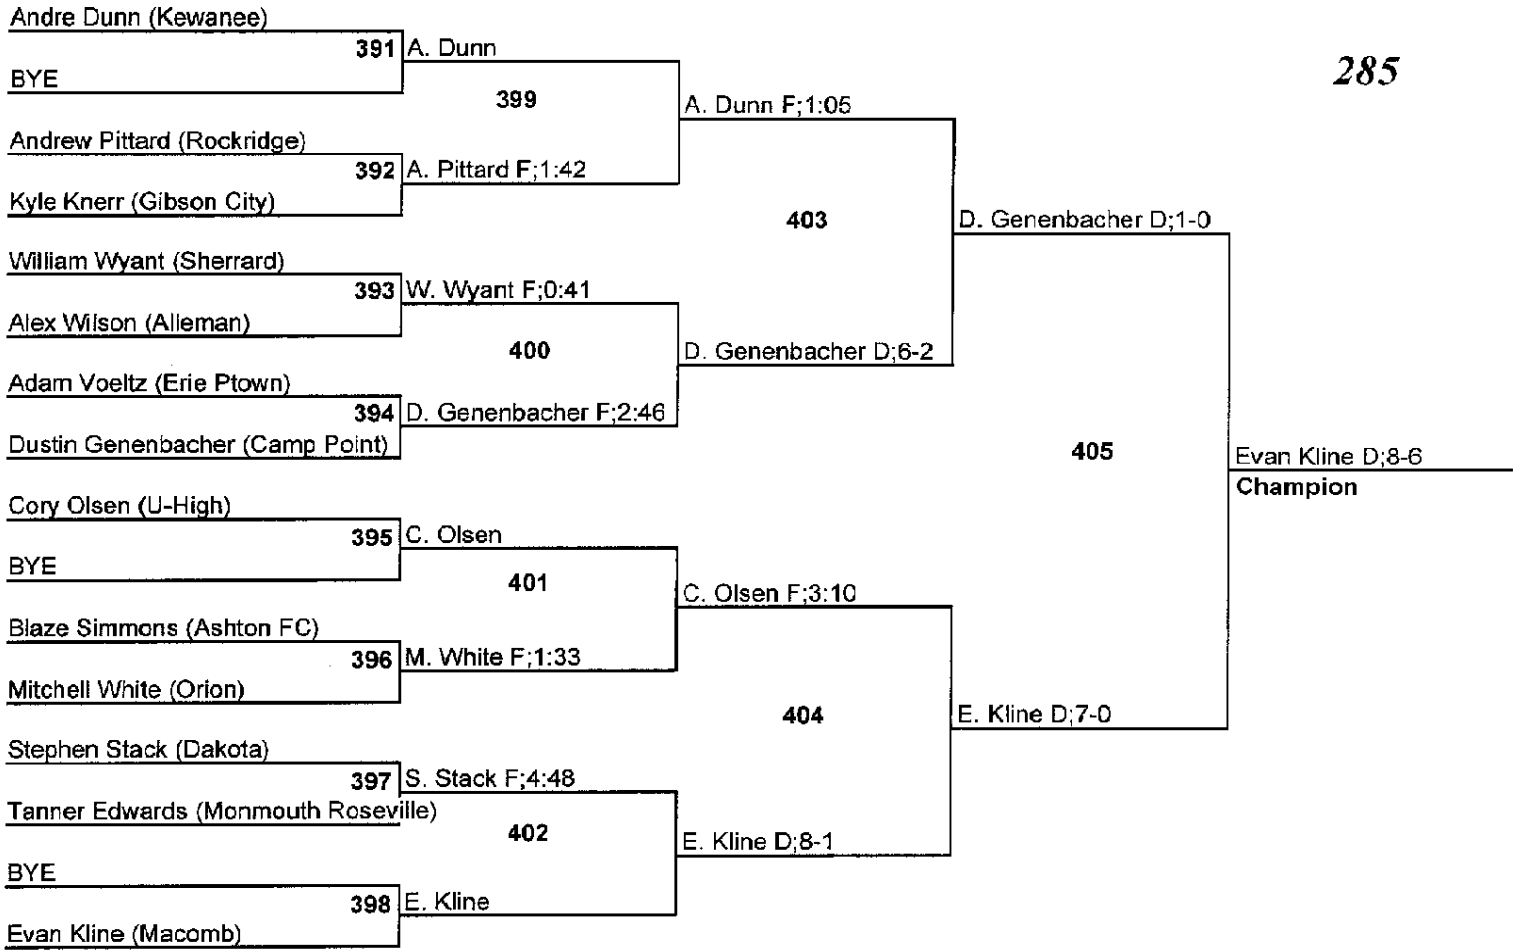 Andre Dunn (Kewanee)
391 A. Dunn
BYE
285
399
A. Dunn F;1:05
Andrew Pittard (Rockridge)
392 A. Pittard F;1:42
Kyle Knerr (Gibson City)
403
D. Genenbacher D;1-0
William Wyant (Sherrard)
393 W. Wyant F;0:41
Alex Wilson (Alleman)
400
D. Genenbacher D;6-2
Adam Voeltz (Erie Ptown)
394 D. Genenbacher F;2:46
Dustin Genenbacher (Camp Point)
405
Evan Kline D;8-6
Champion
Cory Olsen (U-High)
395 C. Olsen
BYE
401
C. Olsen F;3:10
Blaze Simmons (Ashton FC)
396 M. White F;1:33
Mitchell White (Orion)
404
E. Kline D;7-0
Stephen Stack (Dakota)
397 S. Stack F;4:48
Tanner Edwards (Monmouth Roseville)
402
E. Kline D;8-1
BYE
398 E. Kline
Evan Kline (Macomb)